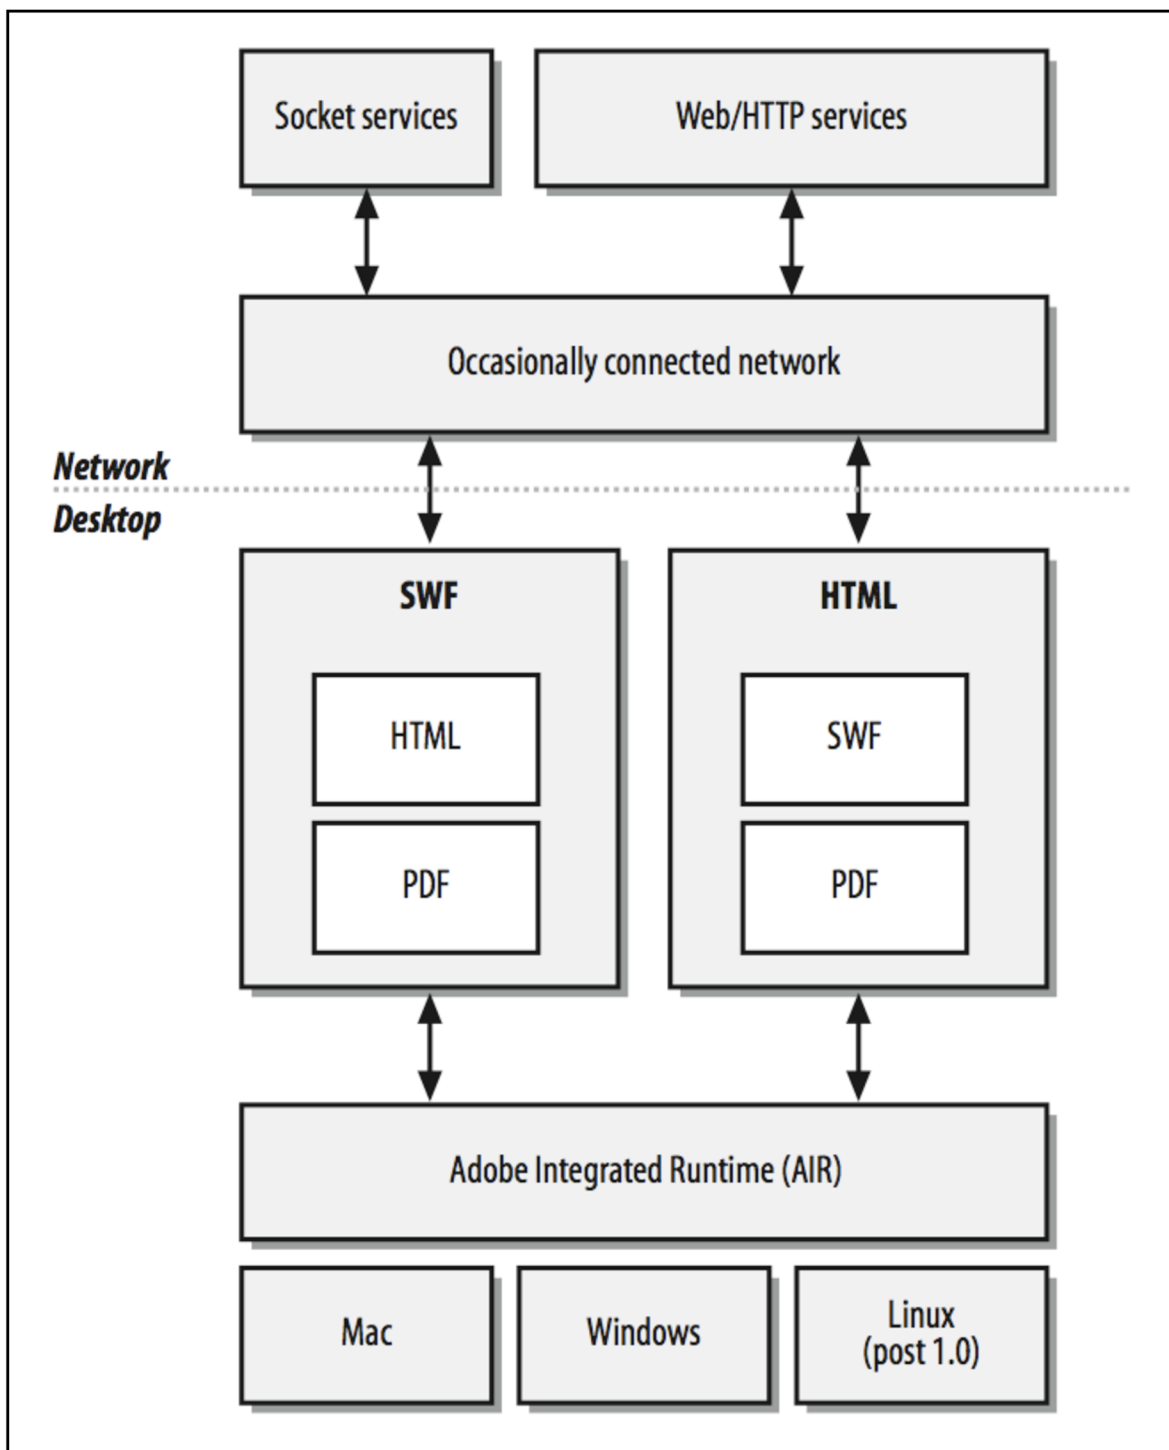 Socket services
Web/HTTP services
Occasionally connected network
Network
Desktop
SWF
HTML
HTML
SWF
PDF
PDF
Adobe Integrated Runtime (AIR)
Mac
Windows
Linux
(post 1.0)